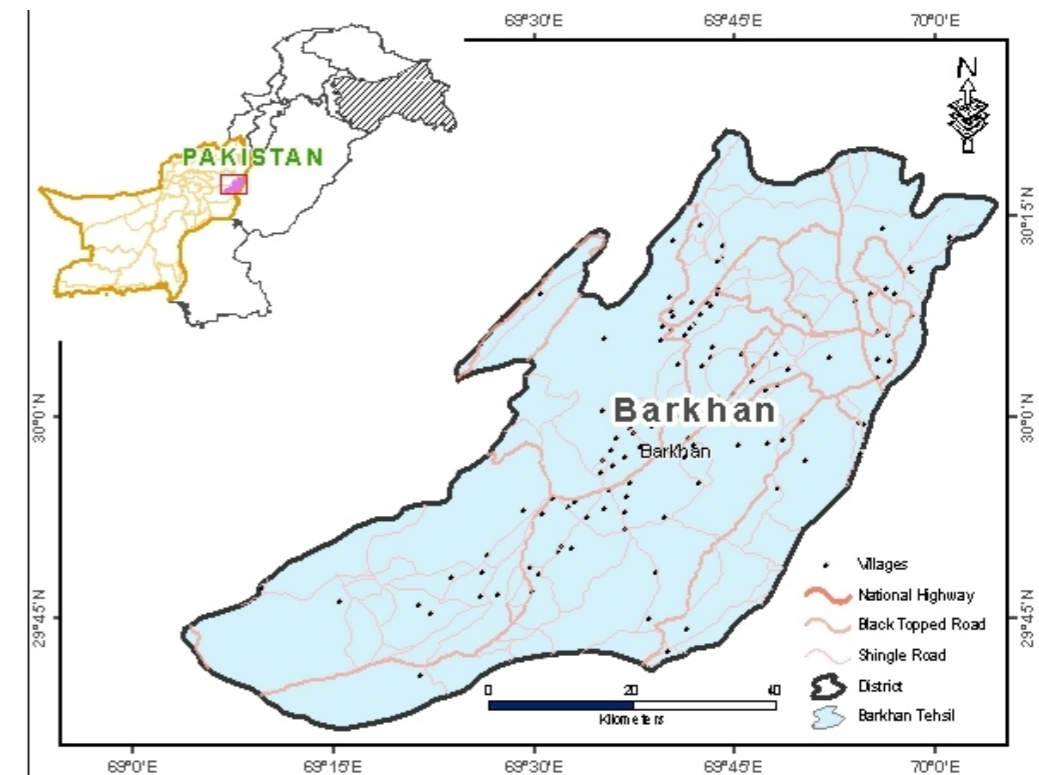 69°30'E 69°45'E 70°0'E
N
PAKISTAN
30°15'N
30°0'N
Barkhan
Barkhan
30°0'N
Villages
National Highway
Black Topped Road
Shingle Road
District
Barkhan Tehsil
29°45'N
29°45'N
0 20 40
Kilometers
69°0'E 69°15'E 69°30'E 69°45'E 70°0'E